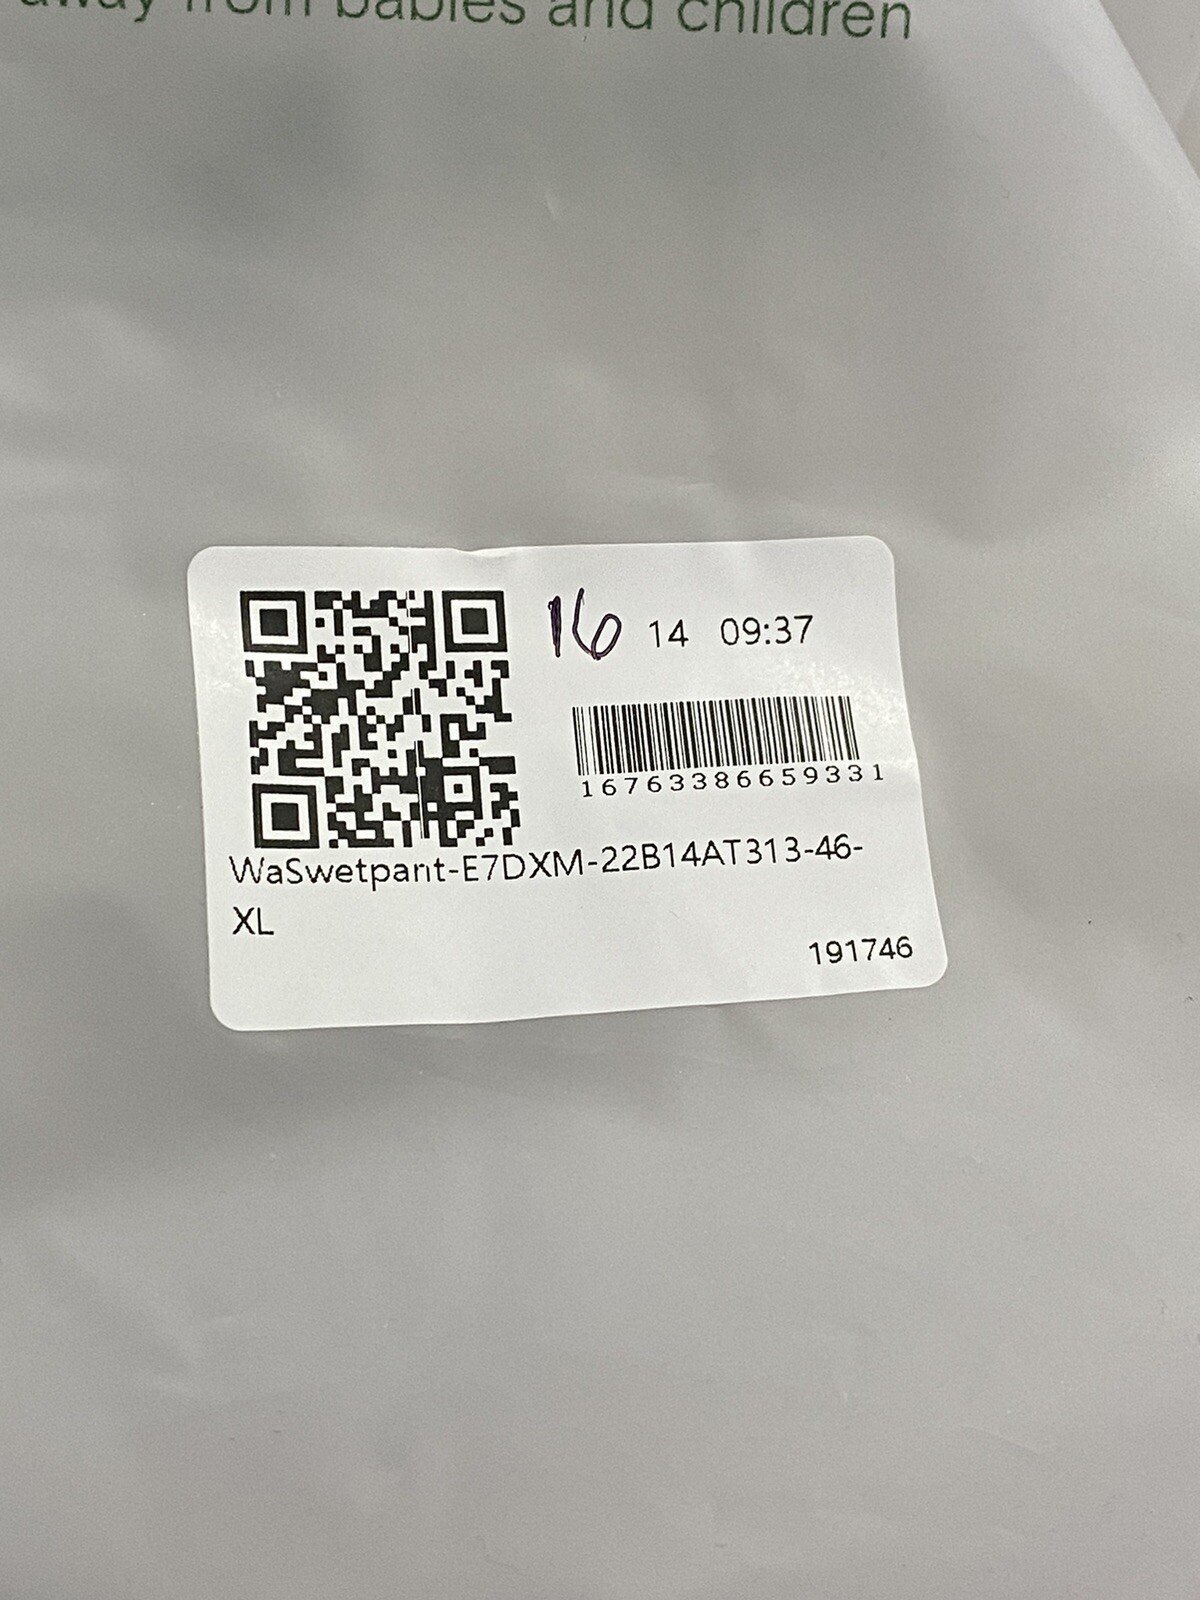 away from babies and children
16 14 09:37
16763386659331
WaSwetpant-E7DXM-22B14AT313-46-
XL
191746